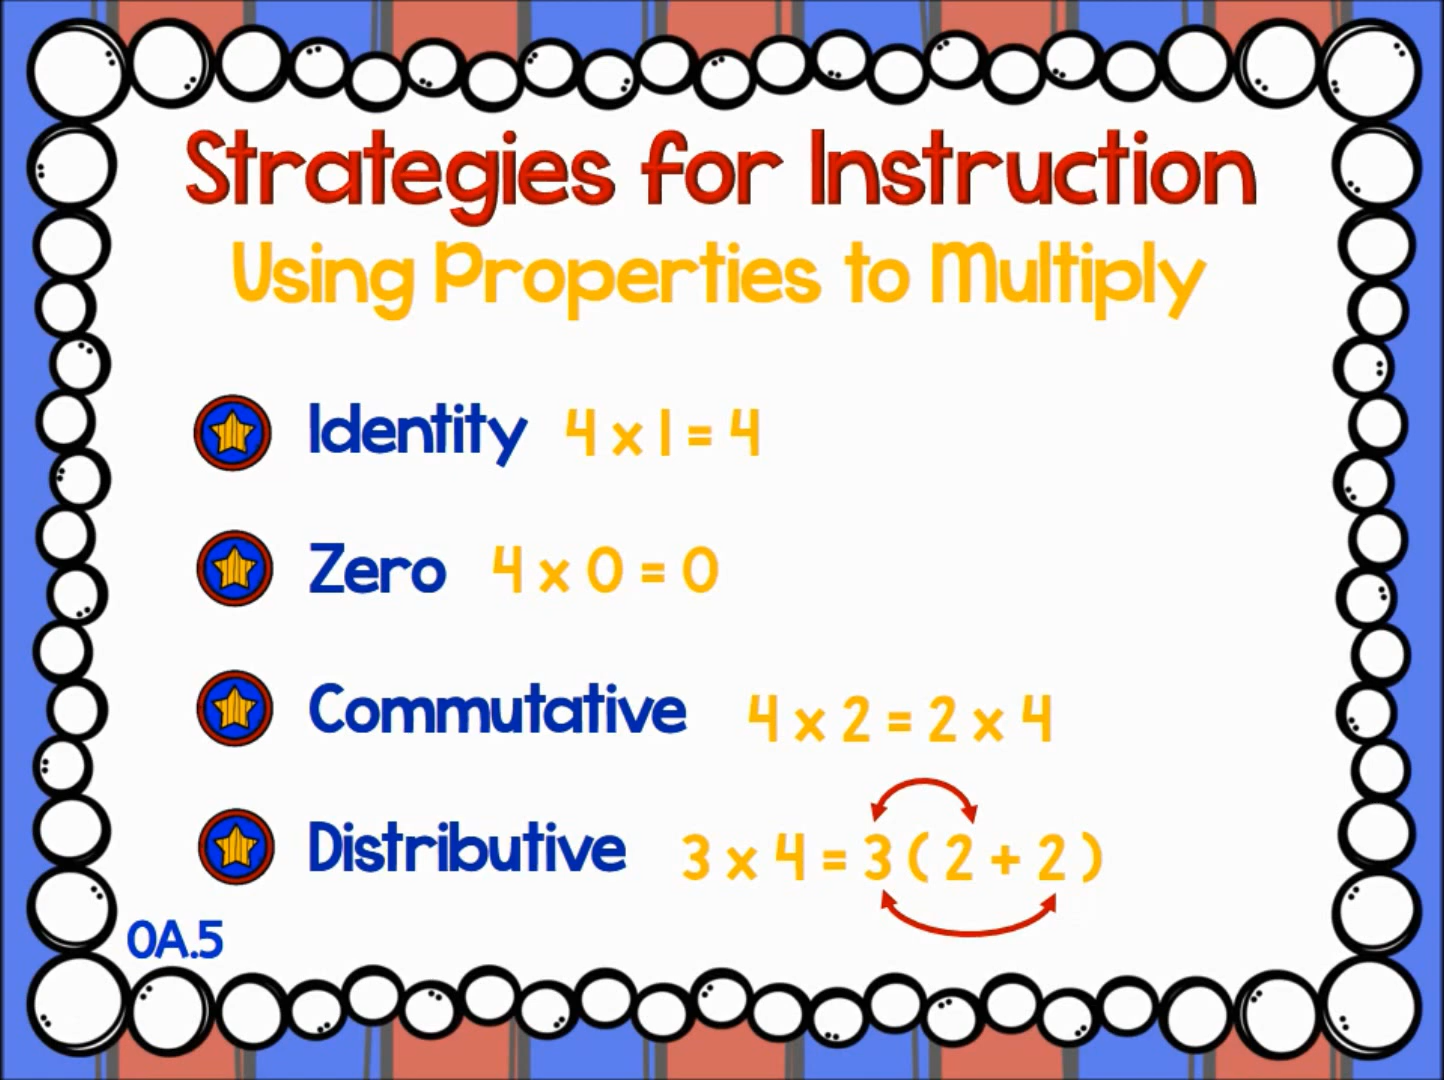 Strategies for Instruction
Using Properties to Multiply
Identity 4 x 1 = 4
Zero 4 x 0 = 0
Commutative 4 x 2 = 2 x 4
Distributive 3 x 4 = 3 ( 2 + 2 )
OA.5